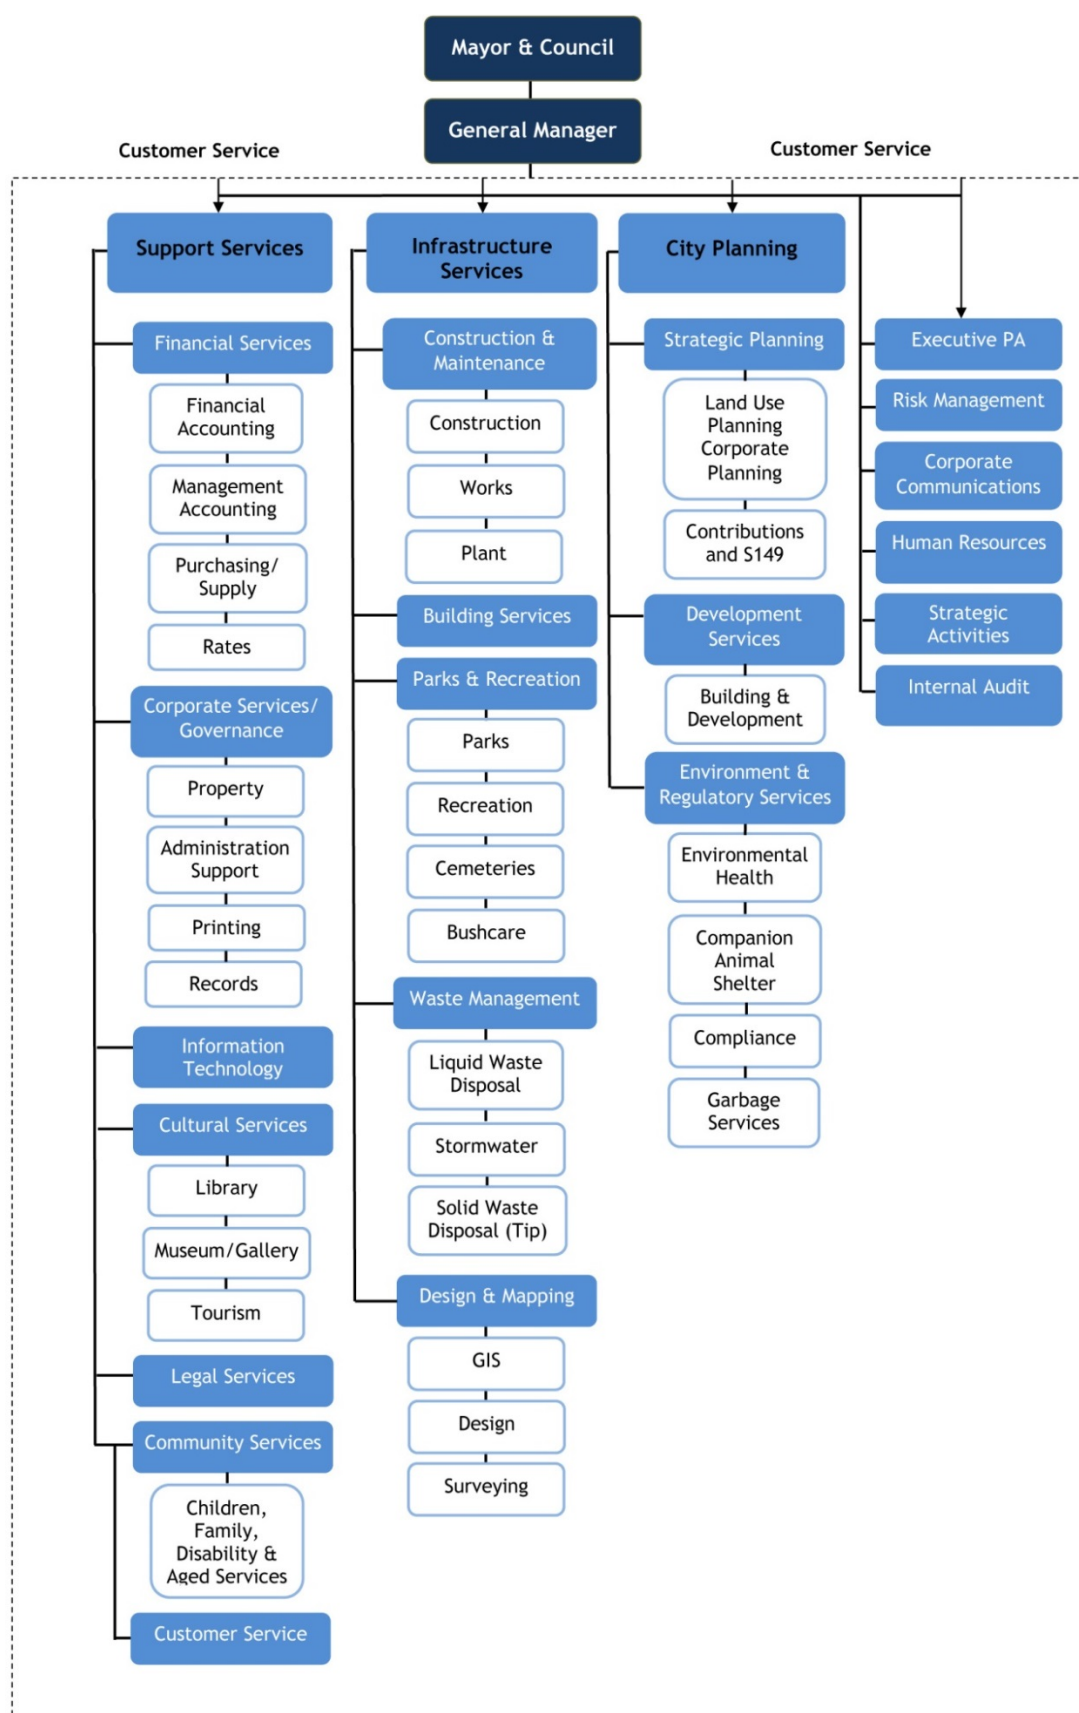 Mayor & Council
General Manager
Customer Service
Customer Service
Support Services
Financial Services
Financial
Accounting
Management
Accounting
Purchasing/
Supply
Rates
Corporate Services/
Governance
Property
Administration
Support
Printing
Records
Information
Technology
Cultural Services
Library
Museum/Gallery
Tourism
Legal Services
Community Services
Children,
Family,
Disability &
Aged Services
Customer Service
Infrastructure
Services
Construction &
Maintenance
Construction
Works
Plant
Building Services
Parks & Recreation
Parks
Recreation
Cemeteries
Bushcare
Waste Management
Liquid Waste
Disposal
Stormwater
Solid Waste
Disposal (Tip)
Design & Mapping
GIS
Design
Surveying
City Planning
Strategic Planning
Land Use
Planning
Corporate
Planning
Contributions
and S149
Development
Services
Building &
Development
Environment &
Regulatory Services
Environmental
Health
Companion
Animal
Shelter
Compliance
Garbage
Services
Executive PA
Risk Management
Corporate
Communications
Human Resources
Strategic
Activities
Internal Audit